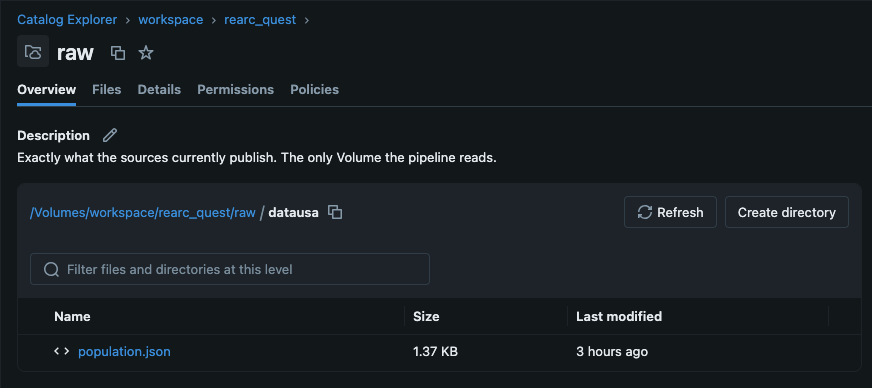 Catalog Explorer > workspace > rearc_quest >
raw
Overview Files Details Permissions Policies
Description
Exactly what the sources currently publish. The only Volume the pipeline reads.
/Volumes/workspace/rearc_quest/raw / datausa Refresh Create directory
Filter files and directories at this level
Name Size Last modified
population.json 1.37 KB 3 hours ago